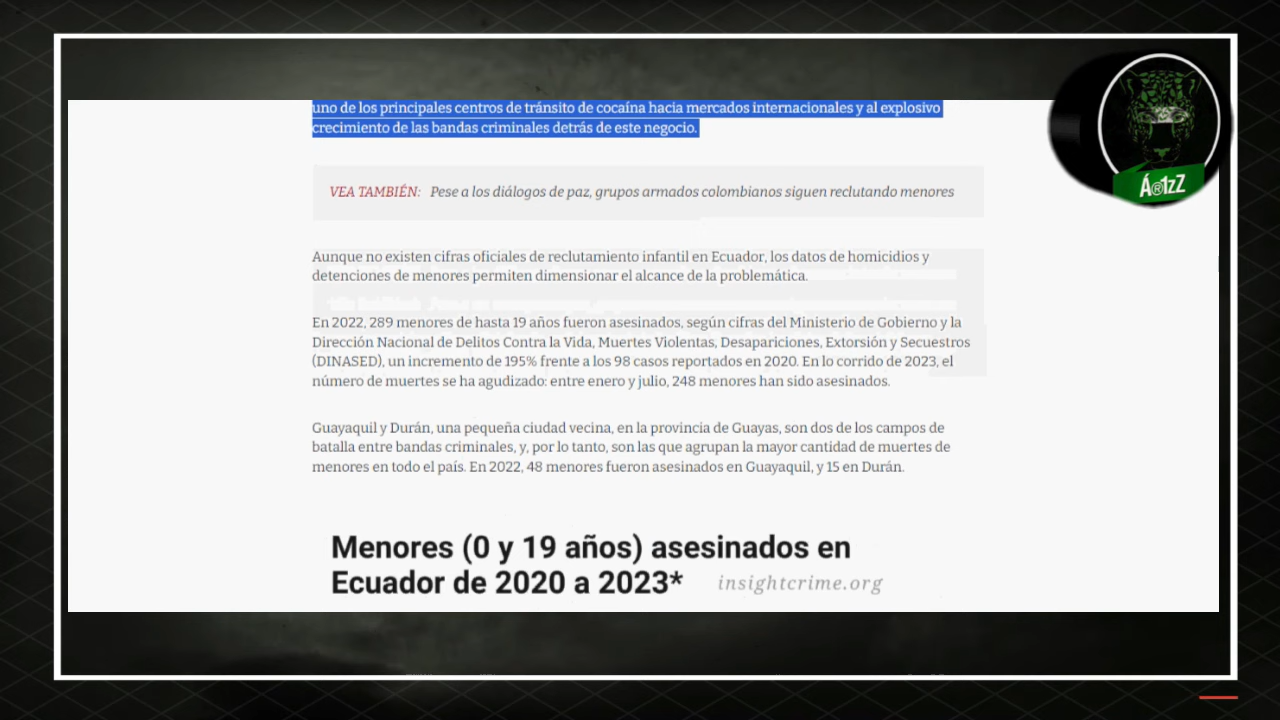 uno de los principales centros de tránsito de cocaína hacia mercados internacionales y al explosivo
crecimiento de las bandas criminales detrás de este negocio.
VEA TAMBIÉN: Pese a los diálogos de paz, grupos armados colombianos siguen reclutando menores
Aunque no existen cifras oficiales de reclutamiento infantil en Ecuador, los datos de homicidios y
detenciones de menores permiten dimensionar el alcance de la problemática.
En 2022, 289 menores de hasta 19 años fueron asesinados, según cifras del Ministerio de Gobierno y la
Dirección Nacional de Delitos Contra la Vida, Muertes Violentas, Desapariciones, Extorsión y Secuestros
(DINASED), un incremento de 195% frente a los 98 casos reportados en 2020. En lo corrido de 2023, el
número de muertes se ha agudizado: entre enero y julio, 248 menores han sido asesinados.
Guayaquil y Durán, una pequeña ciudad vecina, en la provincia de Guayas, son dos de los campos de
batalla entre bandas criminales, y, por lo tanto, son las que agrupan la mayor cantidad de muertes de
menores en todo el país. En 2022, 48 menores fueron asesinados en Guayaquil, y 15 en Durán.
Menores (0 y 19 años) asesinados en
Ecuador de 2020 a 2023*
insightcrime.org
Á®1zZ